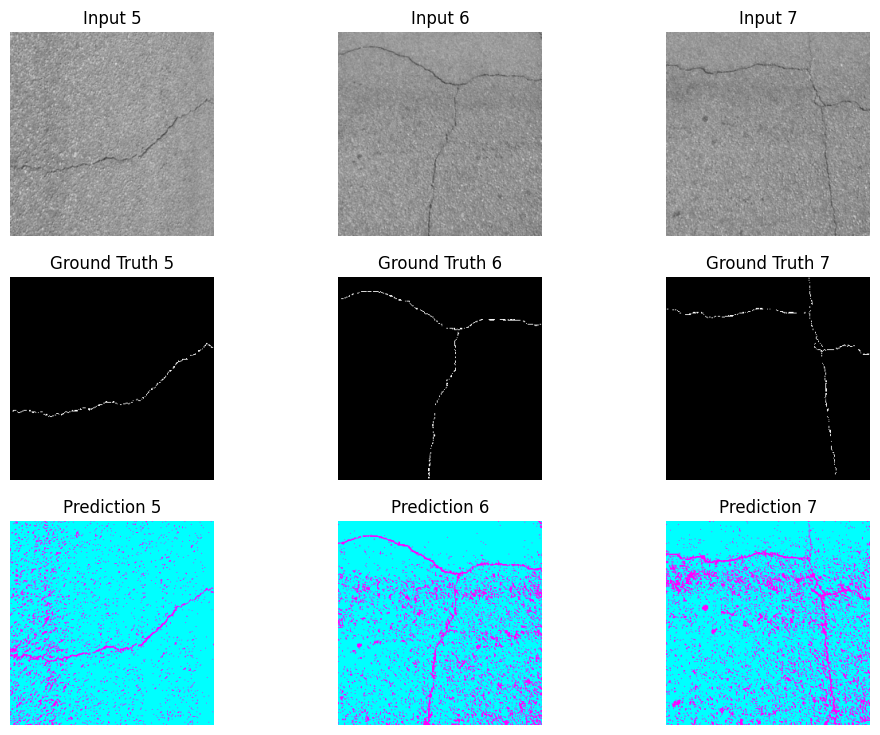 Input 5
Input 6
Input 7
Ground Truth 5
Ground Truth 6
Ground Truth 7
Prediction 5
Prediction 6
Prediction 7